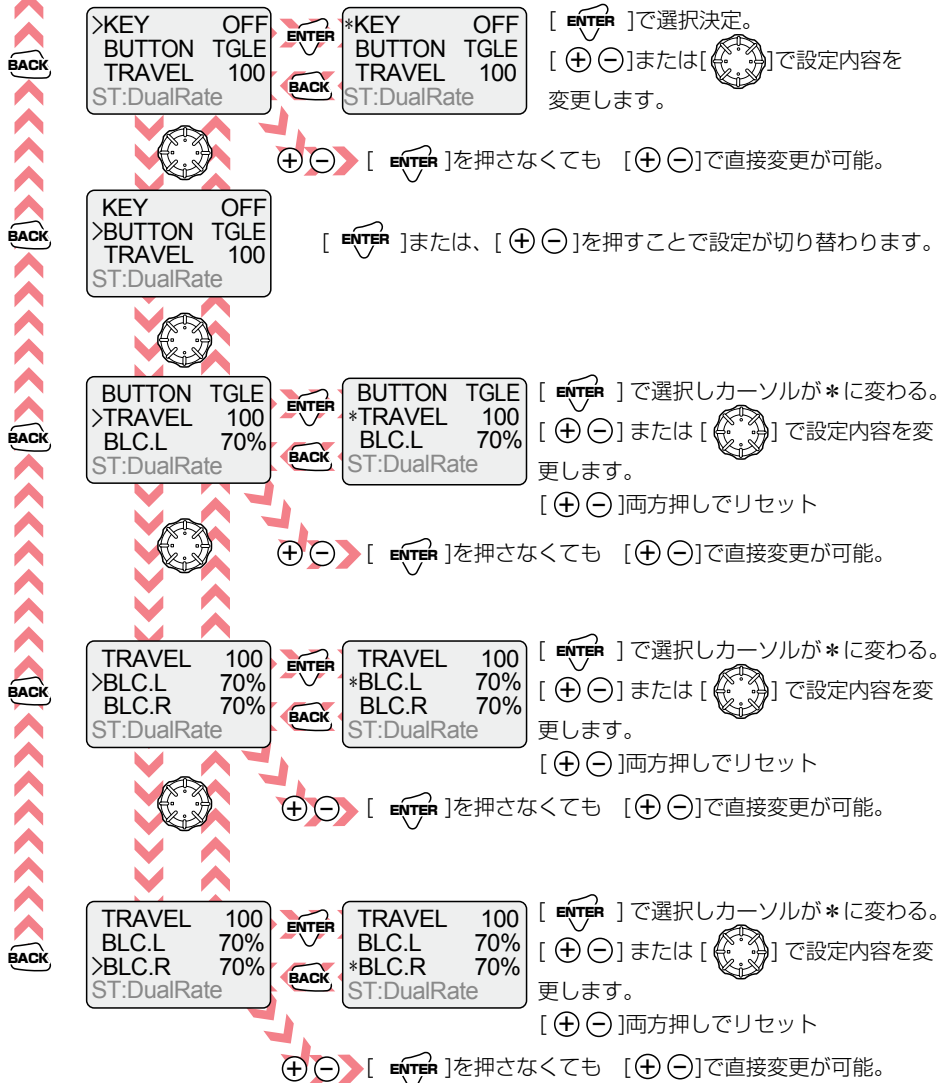 >KEY OFF
BUTTON TGLE
TRAVEL 100
ST:DualRate
ENTER
BACK
*KEY OFF
BUTTON TGLE
TRAVEL 100
ST:DualRate
[ ENTER ]で選択決定。
[ ⊕ ⊖ ]または[ ]で設定内容を
変更します。
BACK
⊕ ⊖ [ ENTER ]を押さなくても [ ⊕ ⊖ ]で直接変更が可能。
KEY OFF
>BUTTON TGLE
TRAVEL 100
ST:DualRate
BACK
[ ENTER ]または、[ ⊕ ⊖ ]を押すことで設定が切り替わります。
BUTTON TGLE
>TRAVEL 100
BLC.L 70%
ST:DualRate
ENTER
BACK
BUTTON TGLE
*TRAVEL 100
BLC.L 70%
ST:DualRate
[ ENTER ]で選択しカーソルが*に変わる。
[ ⊕ ⊖ ]または[ ]で設定内容を変
更します。
[ ⊕ ⊖ ]両方押しでリセット
BACK
⊕ ⊖ [ ENTER ]を押さなくても [ ⊕ ⊖ ]で直接変更が可能。
TRAVEL 100
>BLC.L 70%
BLC.R 70%
ST:DualRate
ENTER
BACK
TRAVEL 100
*BLC.L 70%
BLC.R 70%
ST:DualRate
[ ENTER ]で選択しカーソルが*に変わる。
[ ⊕ ⊖ ]または[ ]で設定内容を変
更します。
[ ⊕ ⊖ ]両方押しでリセット
BACK
⊕ ⊖ [ ENTER ]を押さなくても [ ⊕ ⊖ ]で直接変更が可能。
TRAVEL 100
BLC.L 70%
>BLC.R 70%
ST:DualRate
ENTER
BACK
TRAVEL 100
BLC.L 70%
*BLC.R 70%
ST:DualRate
[ ENTER ]で選択しカーソルが*に変わる。
[ ⊕ ⊖ ]または[ ]で設定内容を変
更します。
[ ⊕ ⊖ ]両方押しでリセット
BACK
⊕ ⊖ [ ENTER ]を押さなくても [ ⊕ ⊖ ]で直接変更が可能。